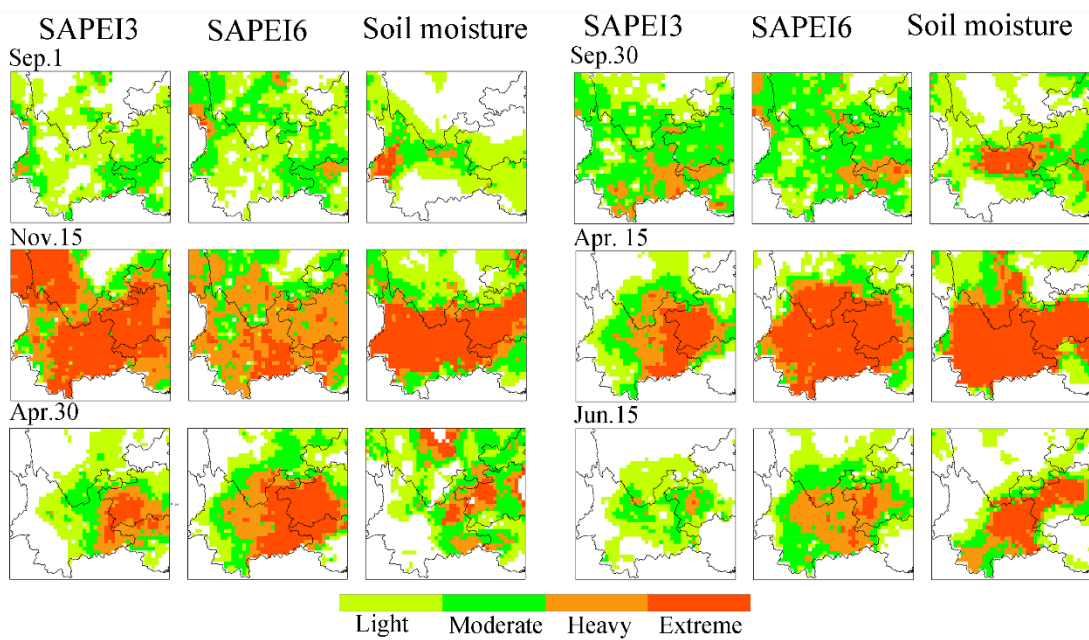 SAPEI3 SAPEI6 Soil moisture SAPEI3 SAPEI6 Soil moisture
Sep.1 Sep.30
Nov.15 Apr. 15
Apr.30 Jun.15
Light Moderate Heavy Extreme